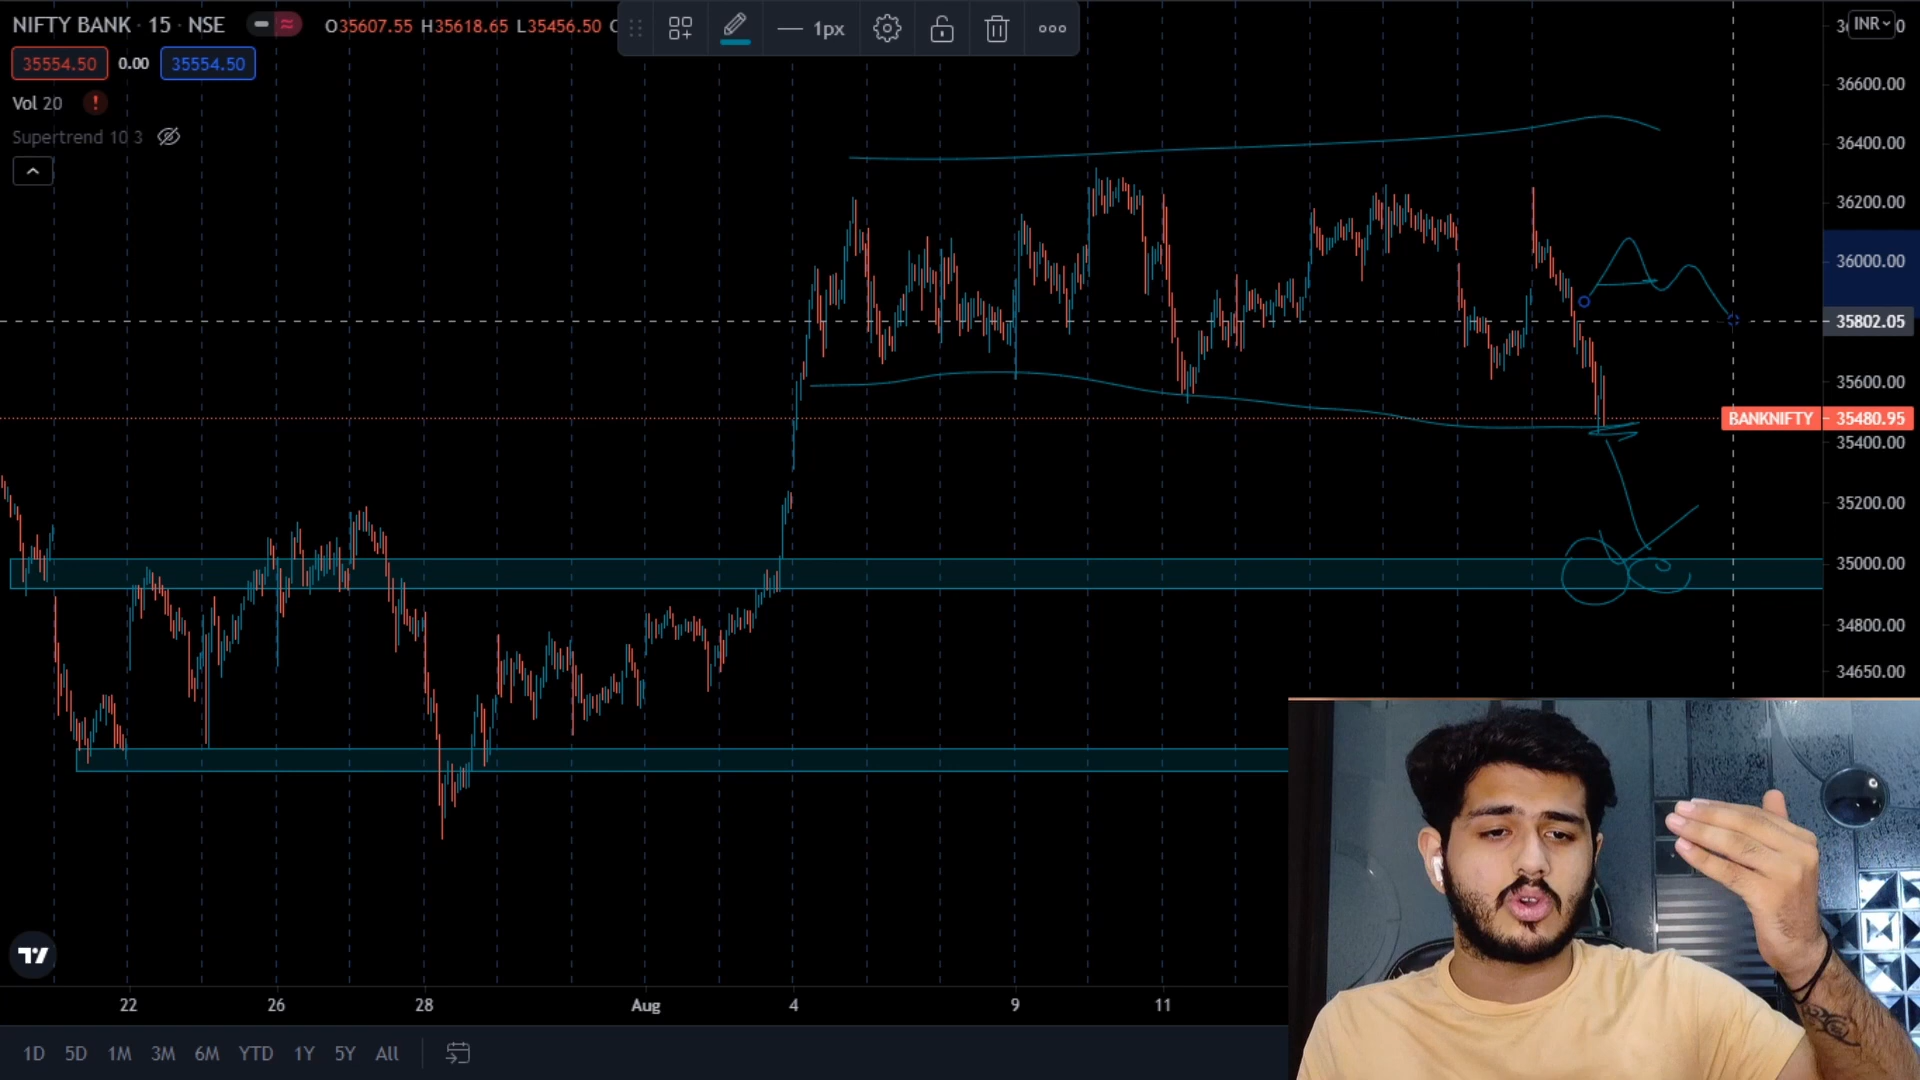 NIFTY BANK · 15 · NSE
O35607.55 H35618.65 L35456.50
1px
INR
35554.50 0.00 35554.50
Vol 20
Supertrend 10 3
36600.00
36400.00
36200.00
36000.00
35802.05
35600.00
BANKNIFTY 35480.95
35400.00
35200.00
35000.00
34800.00
34650.00
22 26 28 Aug 4 9 11
1D 5D 1M 3M 6M YTD 1Y 5Y All